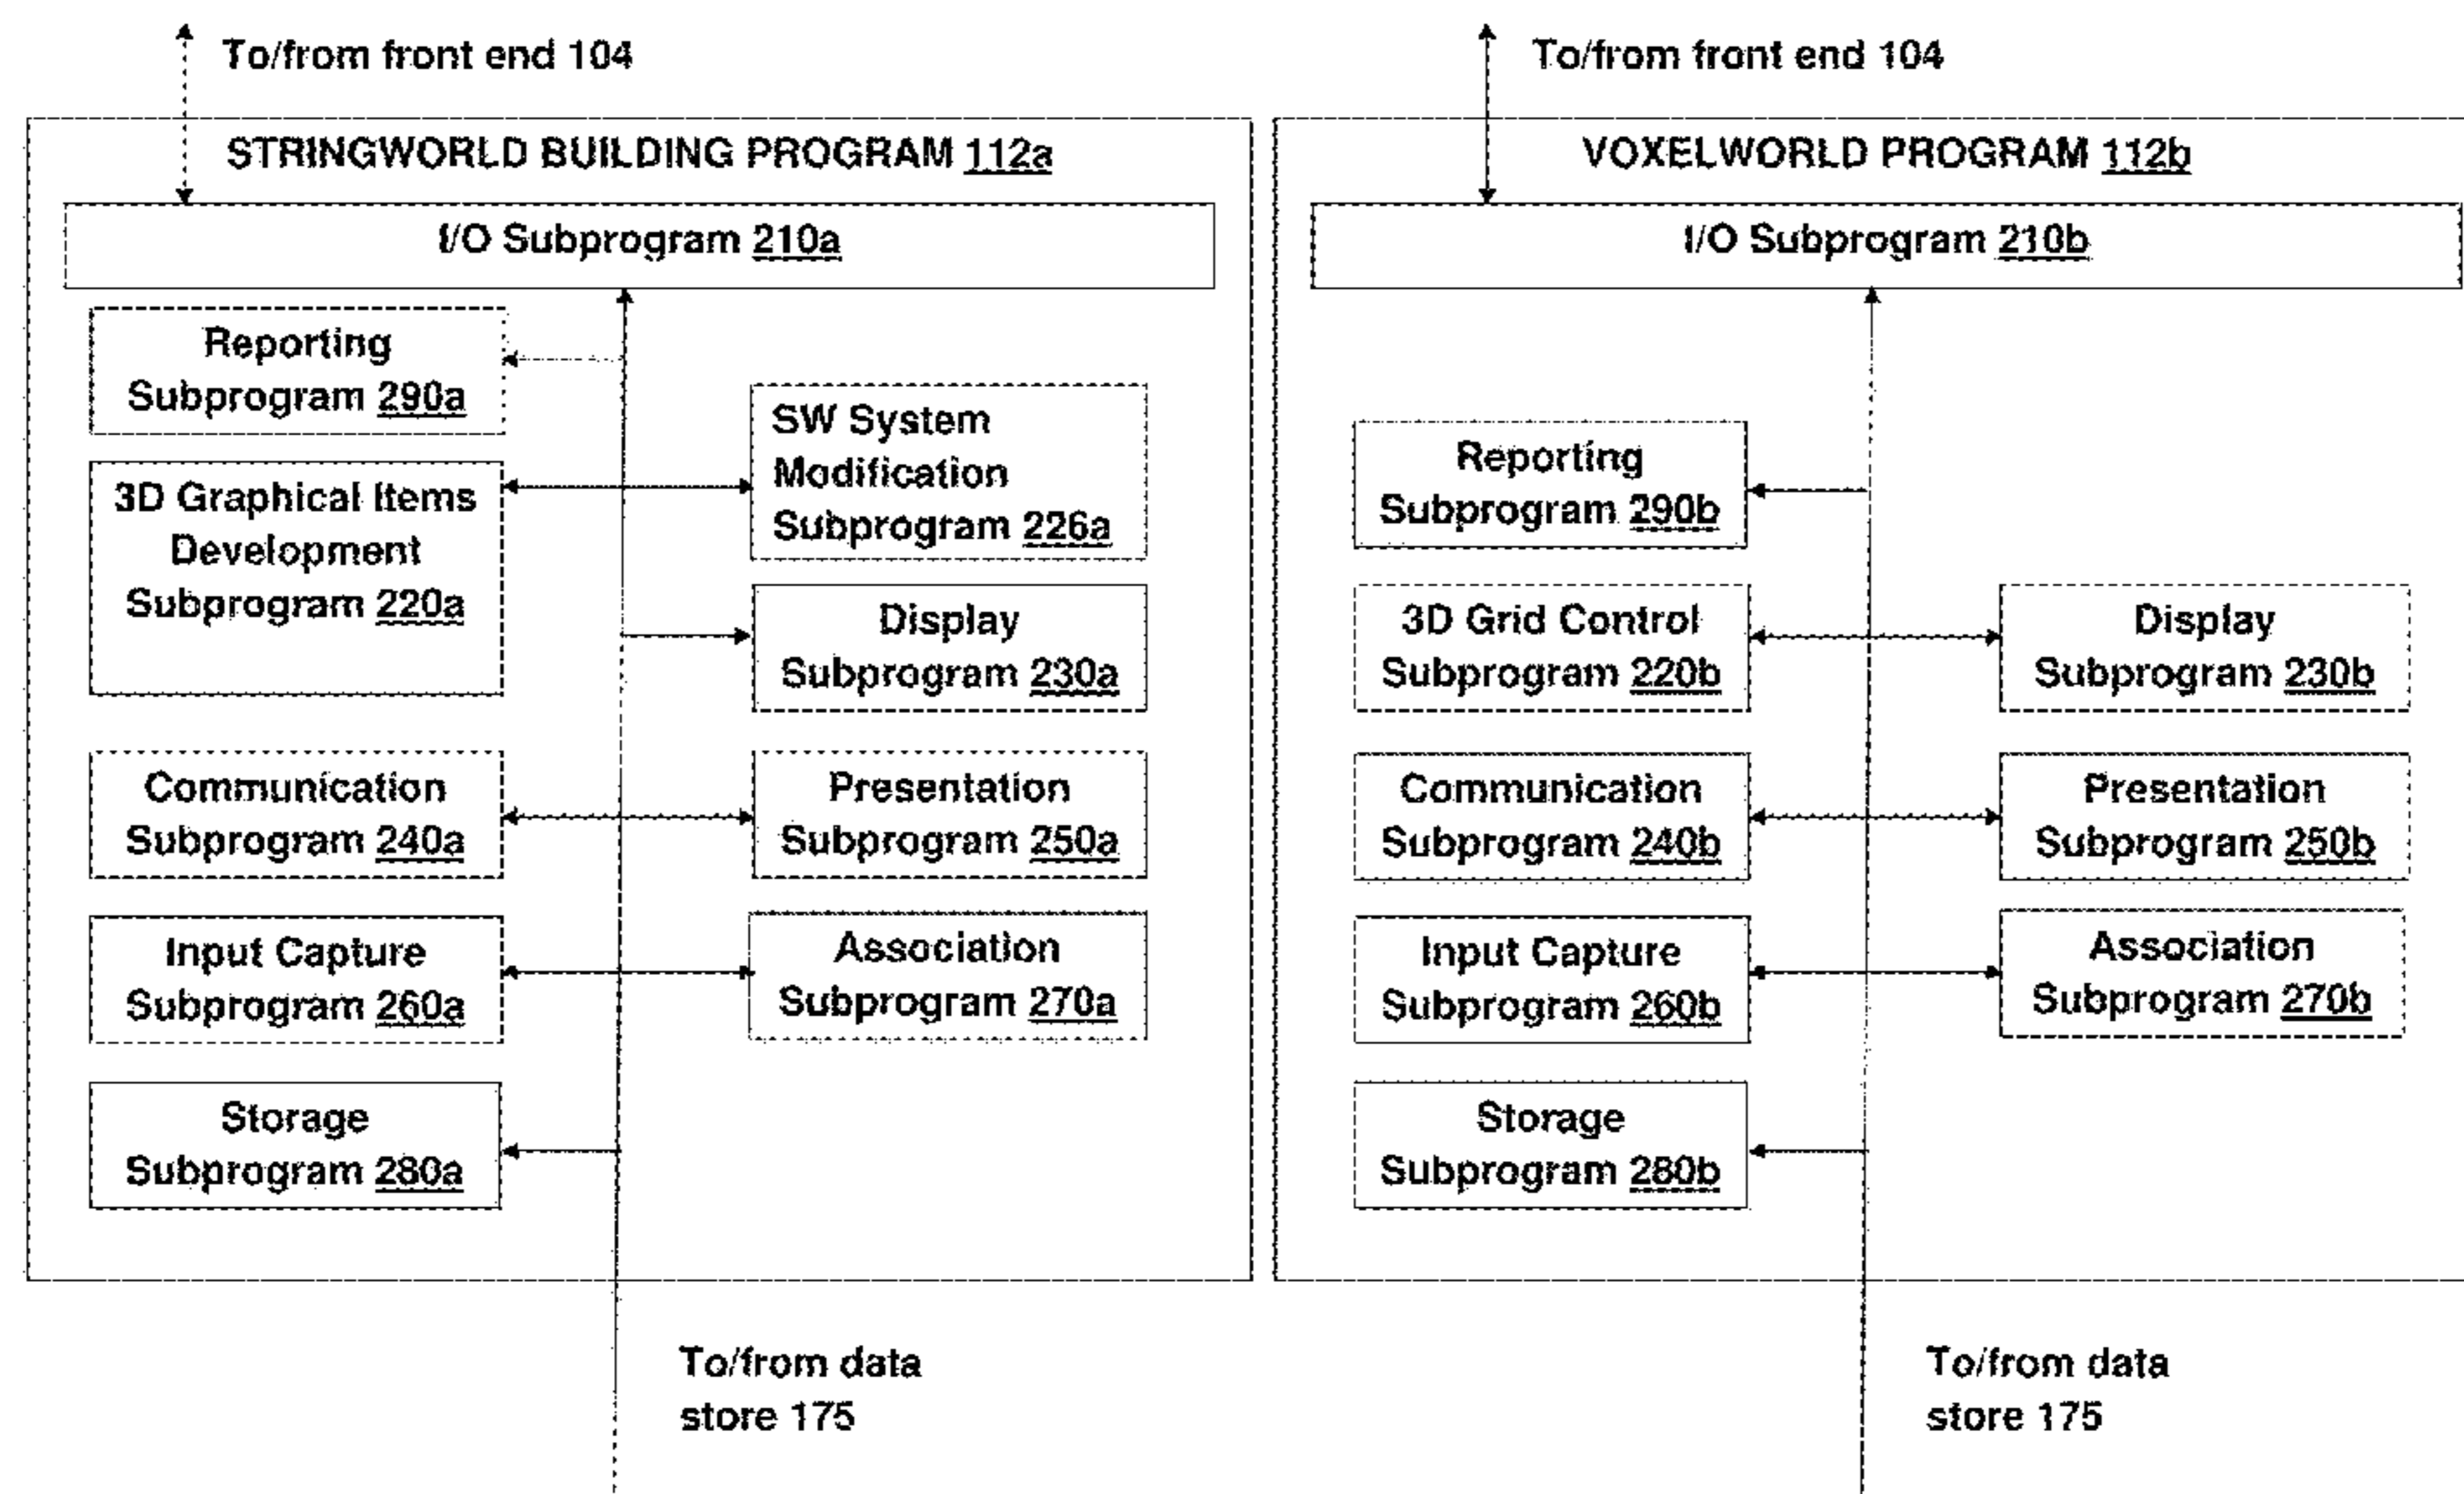 To/from front end 104
STRINGWORLD BUILDING PROGRAM 112a
I/O Subprogram 210a
Reporting
Subprogram 290a
SW System
Modification
Subprogram 226a
3D Graphical Items
Development
Subprogram 220a
Display
Subprogram 230a
Communication
Subprogram 240a
Presentation
Subprogram 250a
Input Capture
Subprogram 260a
Association
Subprogram 270a
Storage
Subprogram 280a
To/from data
store 175
To/from front end 104
VOXELWORLD PROGRAM 112b
I/O Subprogram 210b
Reporting
Subprogram 290b
3D Grid Control
Subprogram 220b
Display
Subprogram 230b
Communication
Subprogram 240b
Presentation
Subprogram 250b
Input Capture
Subprogram 260b
Association
Subprogram 270b
Storage
Subprogram 280b
To/from data
store 175